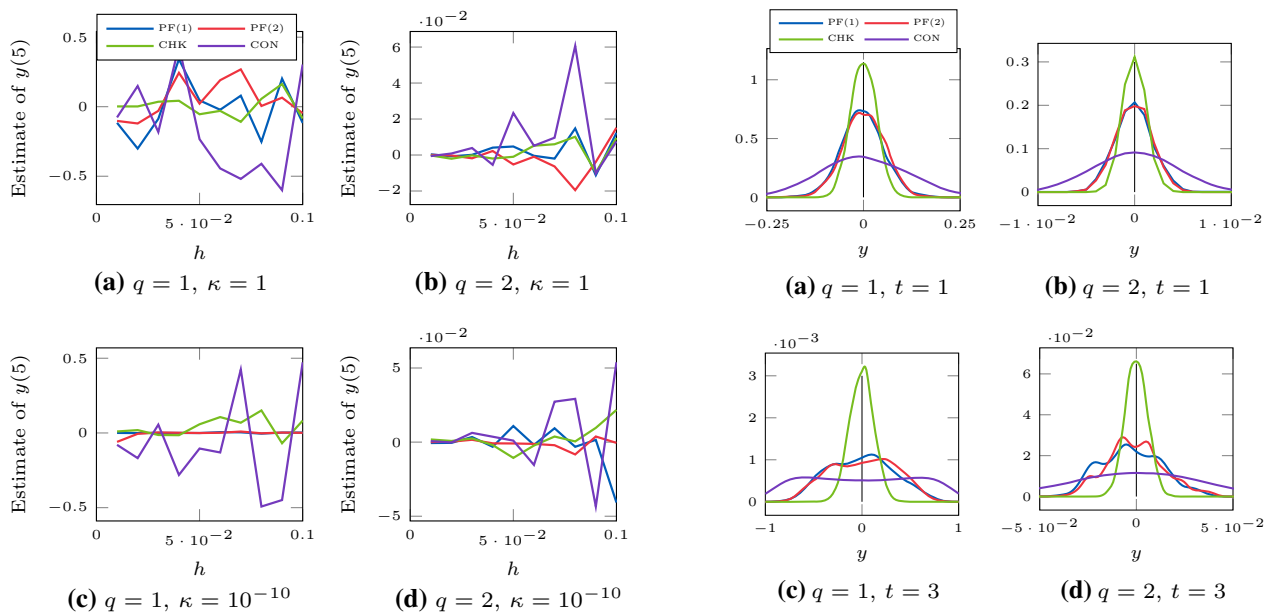 PF(1) PF(2)
CHK CON
Estimate of y(5)
0.5
0
−0.5
0
5 · 10⁻²
0.1
h
(a) q = 1, κ = 1
·10⁻²
6
4
2
0
−2
0
5 · 10⁻²
0.1
h
Estimate of y(5)
(b) q = 2, κ = 1
PF(1) PF(2)
CHK CON
1
0.5
0
−0.25
0
0.25
y
(a) q = 1, t = 1
0.3
0.2
0.1
0
−1 · 10⁻²
0
1 · 10⁻²
y
(b) q = 2, t = 1
Estimate of y(5)
0.5
0
−0.5
0
5 · 10⁻²
0.1
h
(c) q = 1, κ = 10⁻¹⁰
·10⁻²
Estimate of y(5)
5
0
−5
0
5 · 10⁻²
0.1
h
(d) q = 2, κ = 10⁻¹⁰
·10⁻³
3
2
1
0
−1
0
1
y
(c) q = 1, t = 3
·10⁻²
6
4
2
0
−5 · 10⁻²
0
5 · 10⁻²
y
(d) q = 2, t = 3